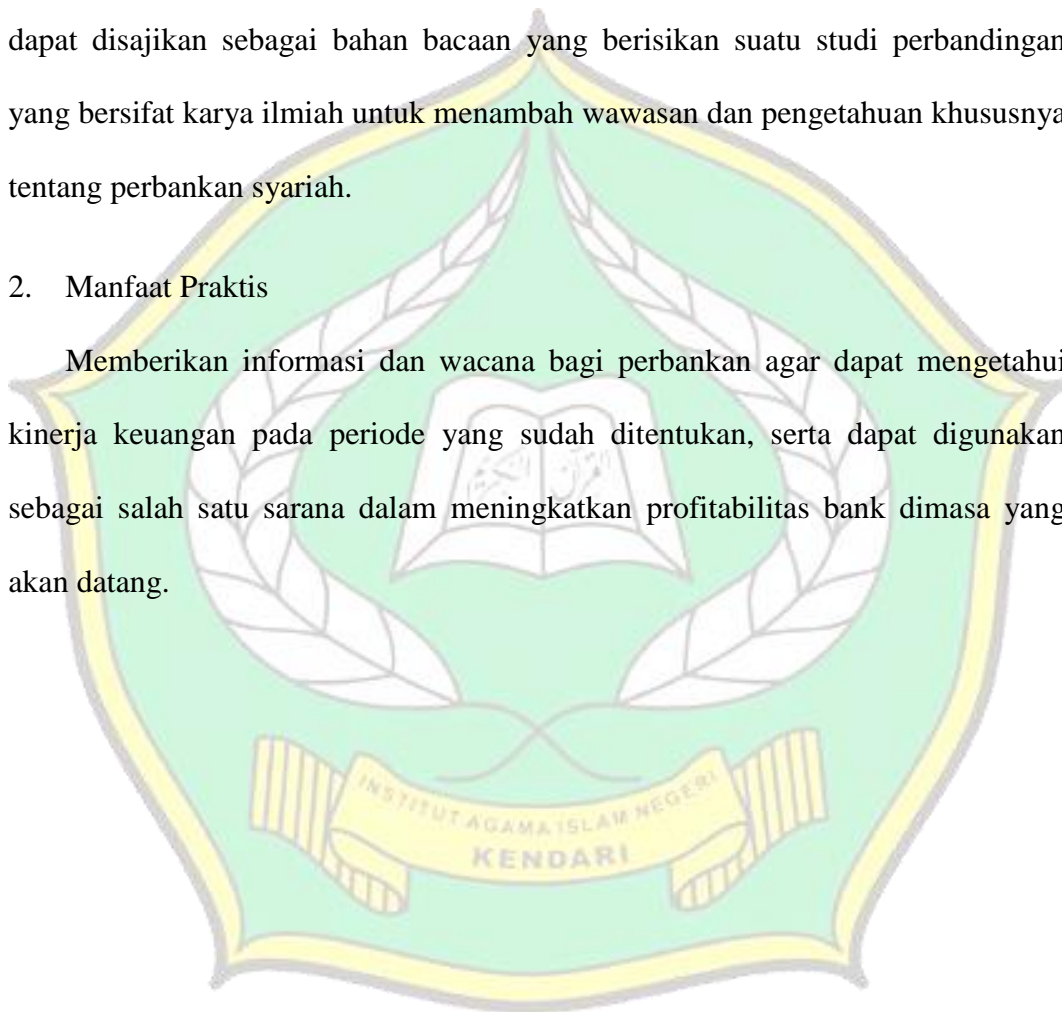 dapat disajikan sebagai bahan bacaan yang berisikan suatu studi perbandingan
yang bersifat karya ilmiah untuk menambah wawasan dan pengetahuan khususnya
tentang perbankan syariah.
2. Manfaat Praktis
Memberikan informasi dan wacana bagi perbankan agar dapat mengetahui
kinerja keuangan pada periode yang sudah ditentukan, serta dapat digunakan
sebagai salah satu sarana dalam meningkatkan profitabilitas bank dimasa yang
akan datang.
INSTITUT AGAMA ISLAM NEGERI
KENDARI